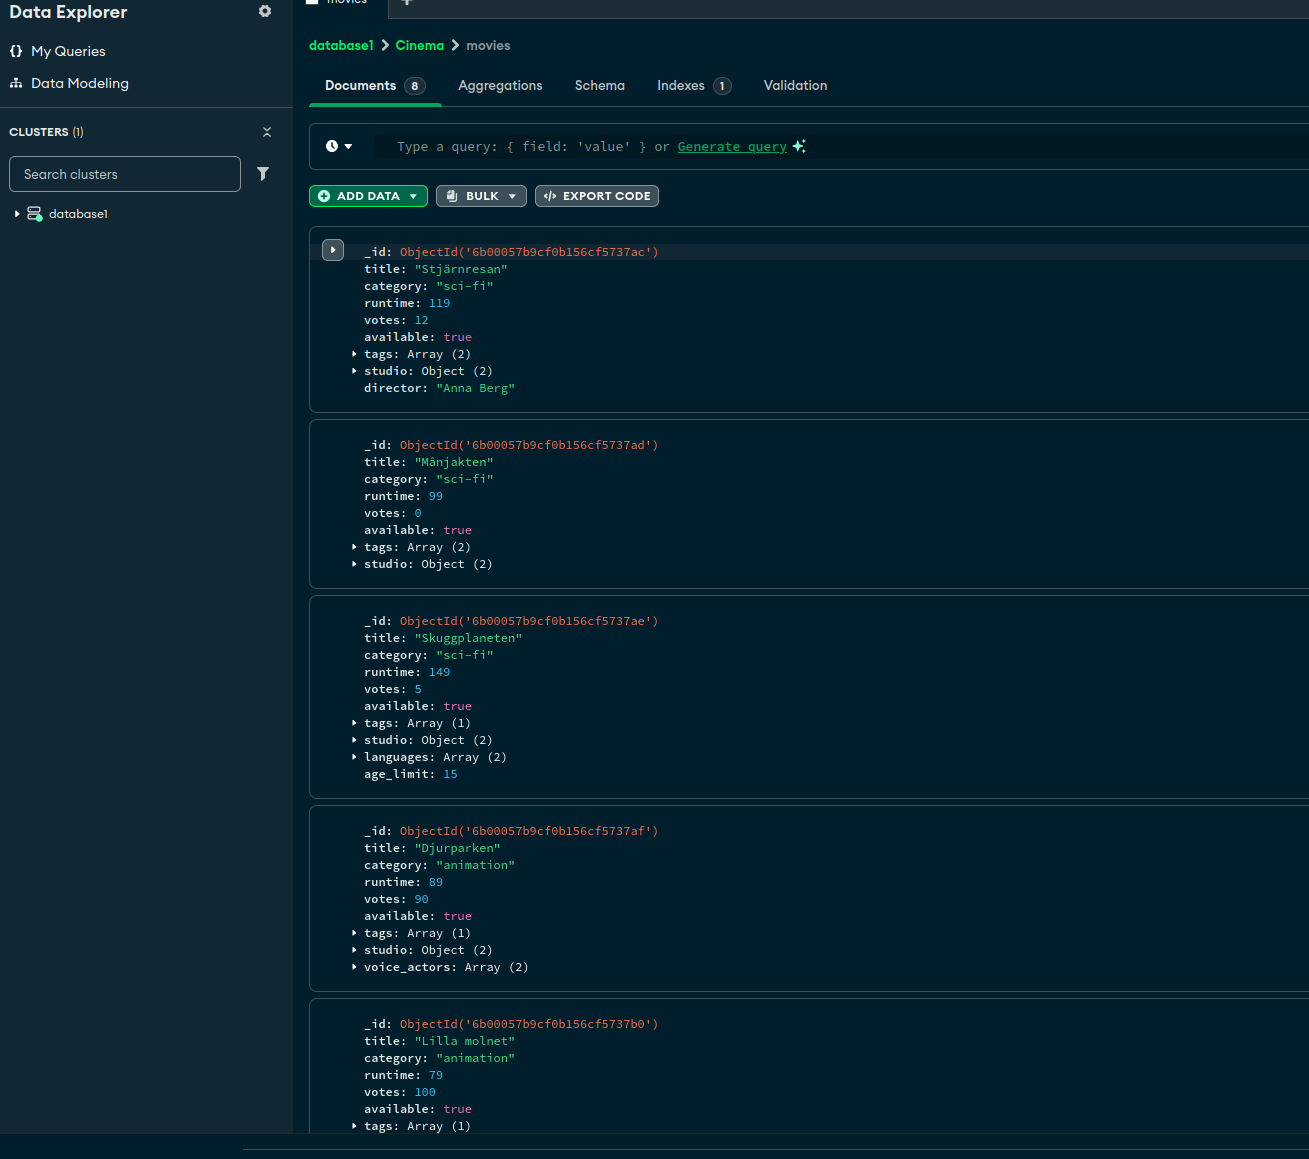 Data Explorer
My Queries
Data Modeling
CLUSTERS (1)
Search clusters
database1
movies
database1 > Cinema > movies
Documents 8 Aggregations Schema Indexes 1 Validation
Type a query: { field: 'value' } or Generate query
ADD DATA BULK EXPORT CODE
_id: ObjectId('6b00057b9cf0b156cf5737ac')
title: "Stjärnresan"
category: "sci-fi"
runtime: 119
votes: 12
available: true
tags: Array (2)
studio: Object (2)
director: "Anna Berg"
_id: ObjectId('6b00057b9cf0b156cf5737ad')
title: "Månjakten"
category: "sci-fi"
runtime: 99
votes: 0
available: true
tags: Array (2)
studio: Object (2)
_id: ObjectId('6b00057b9cf0b156cf5737ae')
title: "Skuggplaneten"
category: "sci-fi"
runtime: 149
votes: 5
available: true
tags: Array (1)
studio: Object (2)
languages: Array (2)
age_limit: 15
_id: ObjectId('6b00057b9cf0b156cf5737af')
title: "Djurparken"
category: "animation"
runtime: 89
votes: 90
available: true
tags: Array (1)
studio: Object (2)
voice_actors: Array (2)
_id: ObjectId('6b00057b9cf0b156cf5737b0')
title: "Lilla molnet"
category: "animation"
runtime: 79
votes: 100
available: true
tags: Array (1)